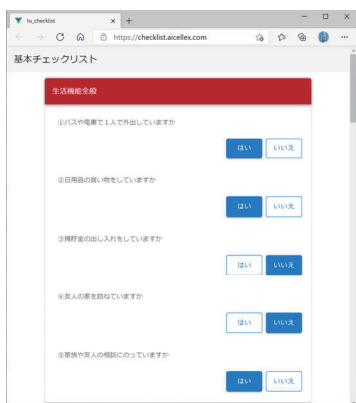 hu_checklist
https://checklist.aicellex.com
基本チェックリスト
生活機能全般
①バスや電車で１人で外出していますか
はい いいえ
②日用品の買い物をしていますか
はい いいえ
③預貯金の出し入れをしていますか
はい いいえ
④友人の家を訪ねていますか
はい いいえ
⑤家族や友人の相談にのっていますか
はい いいえ